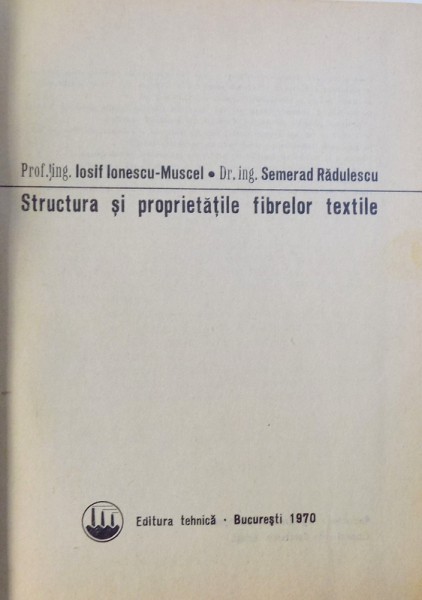 Prof. ing. Iosif Ionescu-Muscel • Dr. ing. Semerad Rădulescu
Structura și proprietățile fibrelor textile
Editura tehnică · București 1970